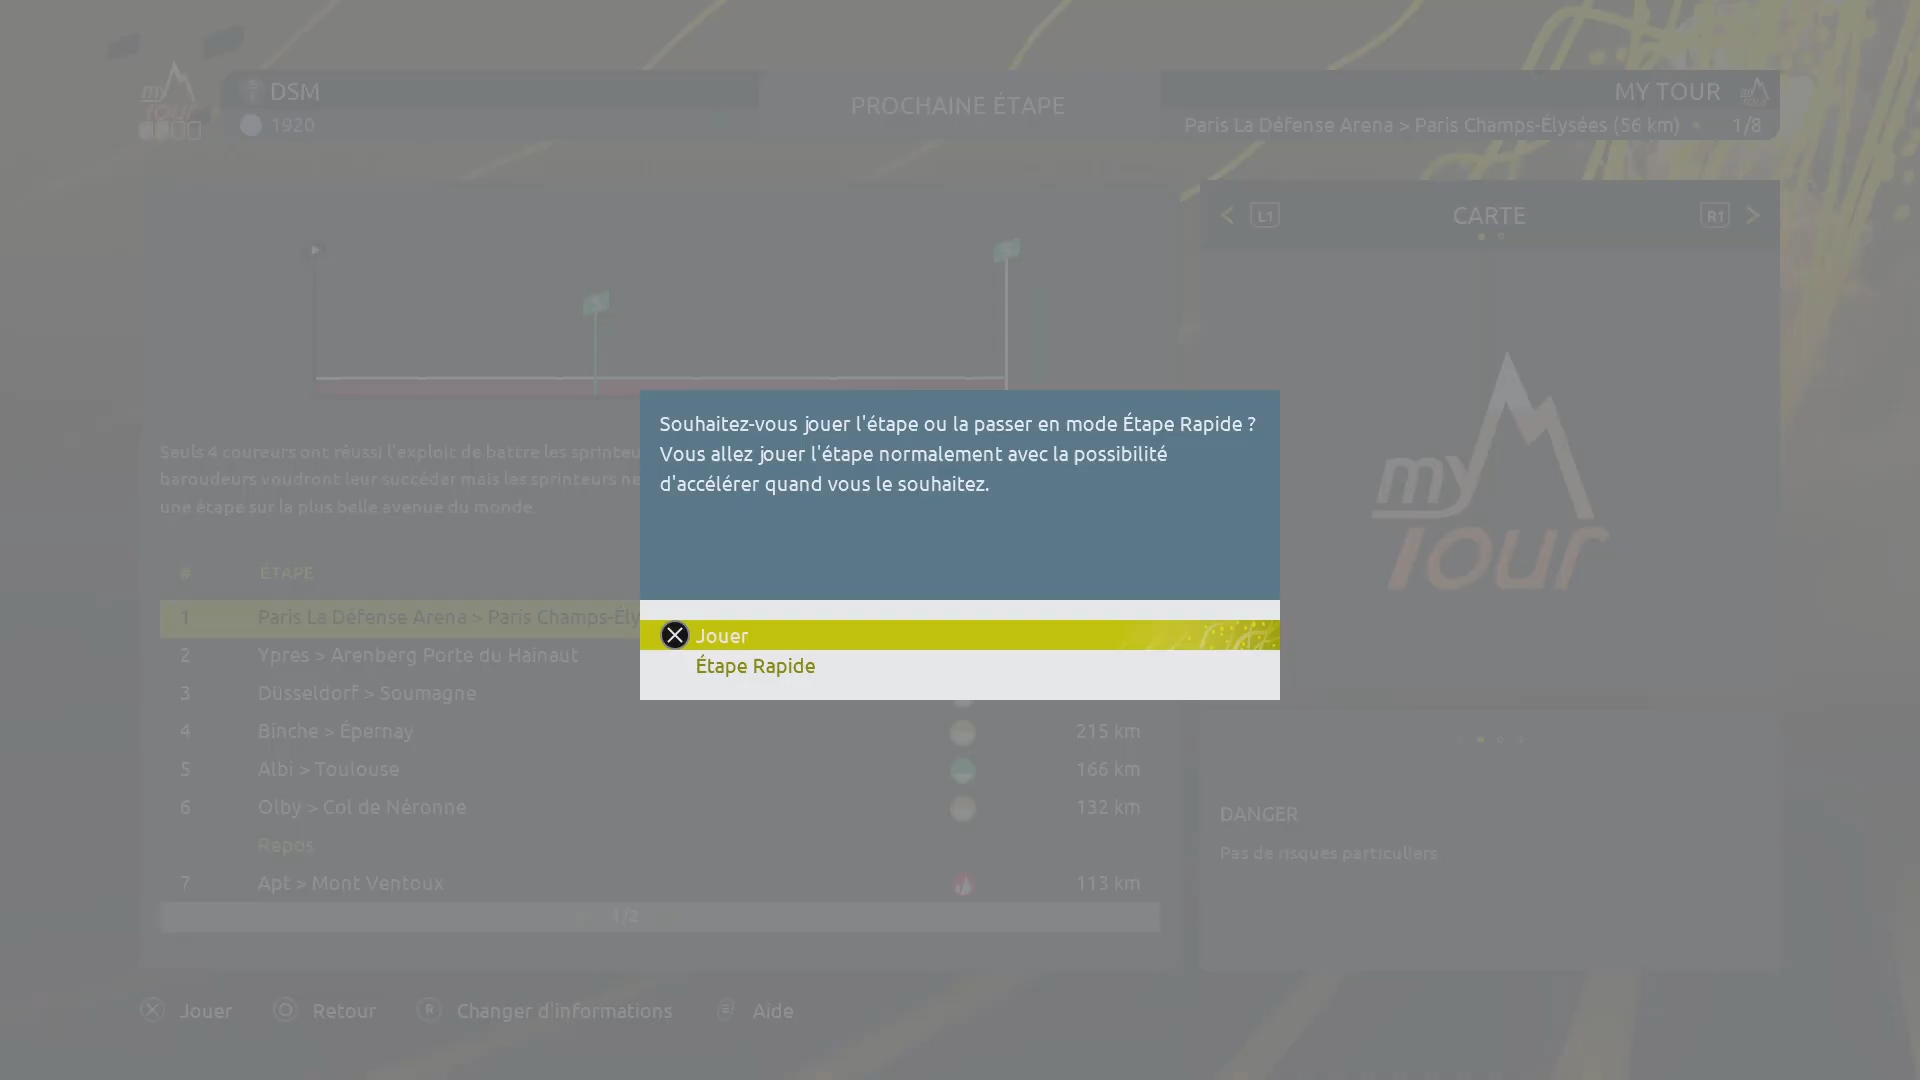 my
Tour
DSM
1920
PROCHAINE ÉTAPE
MY TOUR
Paris La Défense Arena > Paris Champs-Élysées (56 km) • 1/8
L1
CARTE
R1
S
S
Souhaitez-vous jouer l'étape ou la passer en mode Étape Rapide ?
Vous allez jouer l'étape normalement avec la possibilité
d'accélérer quand vous le souhaitez.
Jouer
Étape Rapide
Seuls 4 coureurs ont réussi l'exploit de battre les
baroudeurs voudront leur succéder mais les sprinteurs
une étape sur la plus belle avenue du monde.
# ÉTAPE
1 Paris La Défense Arena > Paris
2 Ypres > Arenberg Porte du Hainaut
3 Düsseldorf > Soumagne
4 Binche > Épernay 215 km
5 Albi > Toulouse 166 km
6 Olby > Col de Néronne 132 km
Repos
7 Apt > Mont Ventoux 113 km
1/2
my
Tour
DANGER
Pas de risques particuliers
Jouer
Retour
R Changer d'informations
Aide